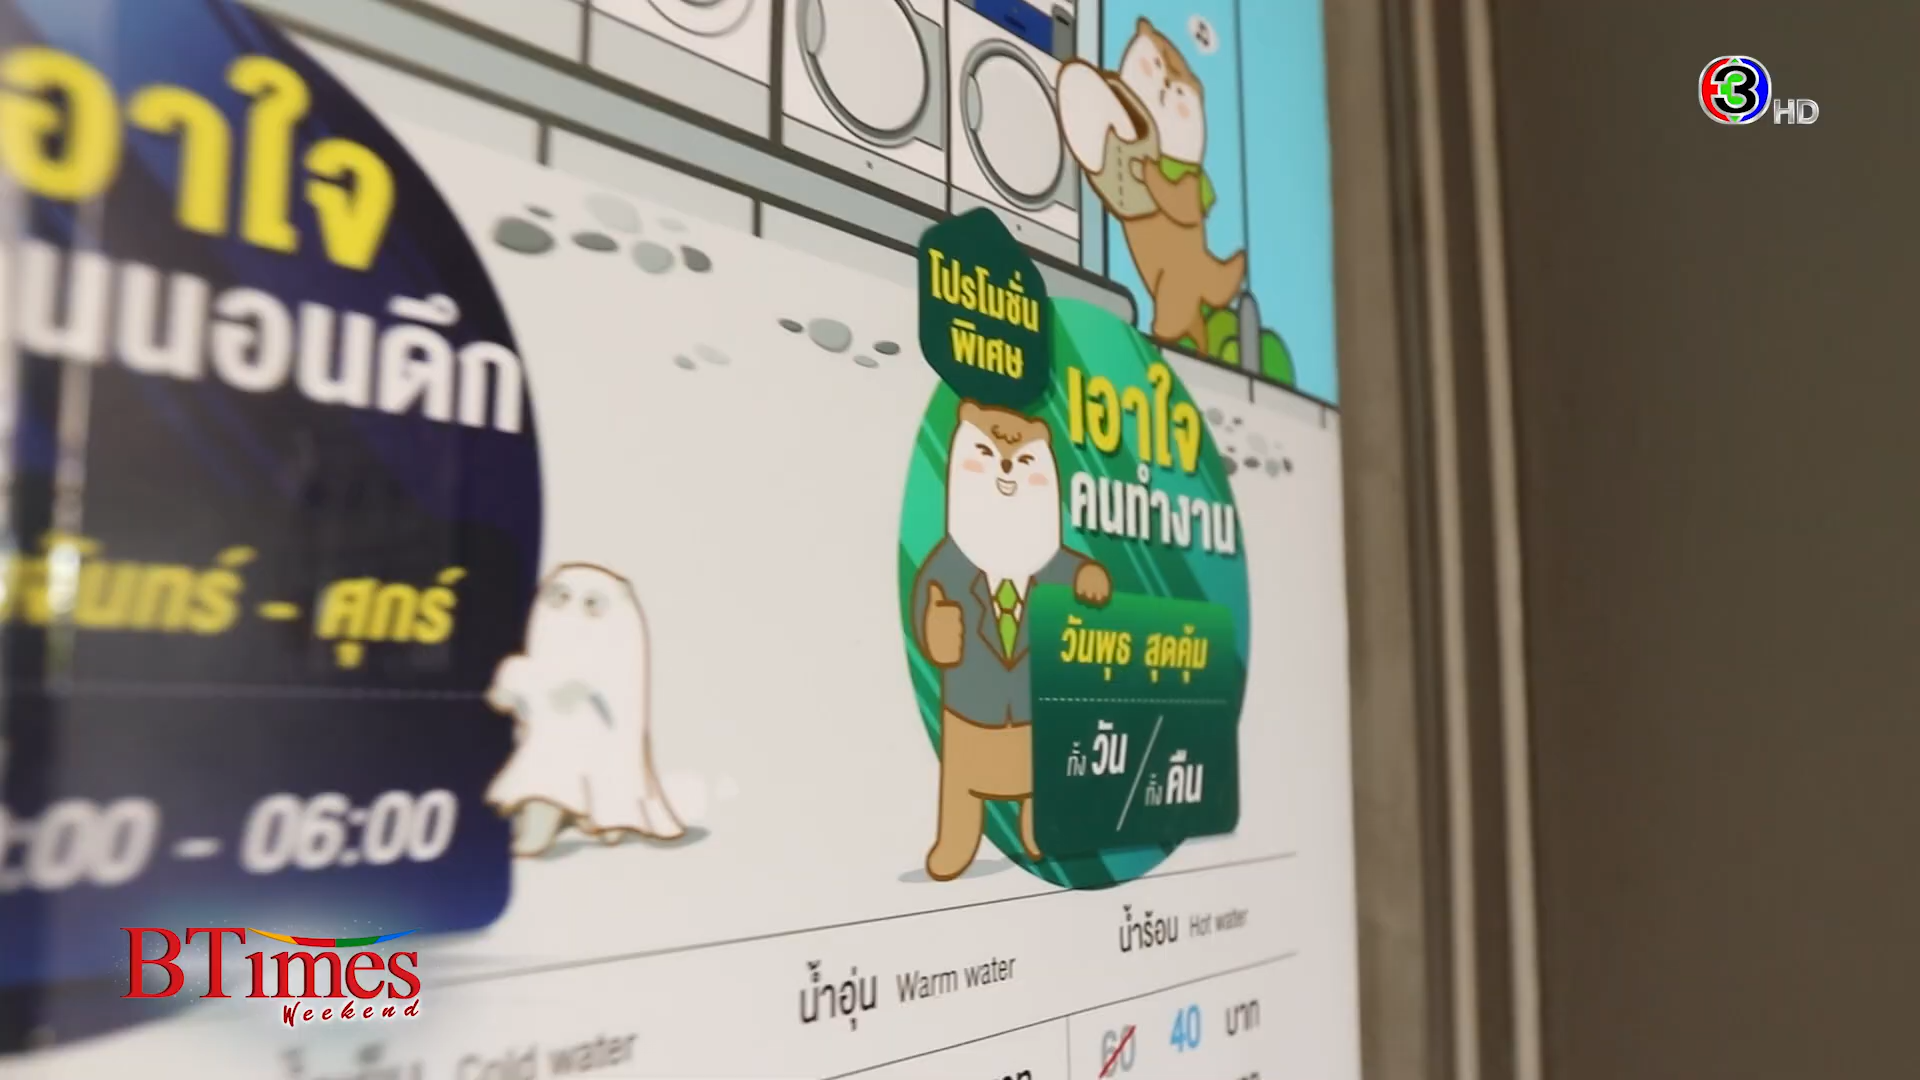 3 HD
เอาใจ
นนอนดึก
จันทร์ - ศุกร์
:00 - 06:00
โปรโมชั่น
พิเศษ
เอาใจ
คนทำงาน
วันพุธ สุดคุ้ม
ทั้งวัน / ทั้งคืน
Cold water
น้ำอุ่น Warm water
น้ำร้อน Hot water
60 40 บาท
BTimes
Weekend